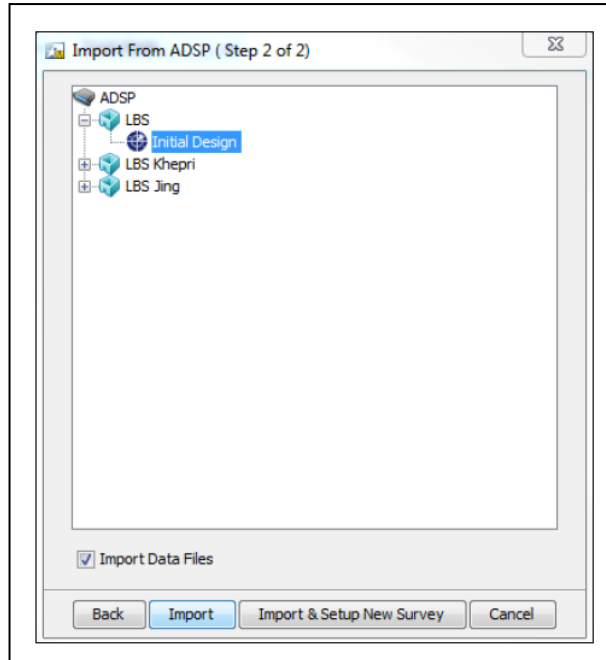 Import From ADSP ( Step 2 of 2)
ADSP
LBS
Initial Design
LBS Khepri
LBS Jing
Import Data Files
Back Import Import & Setup New Survey Cancel